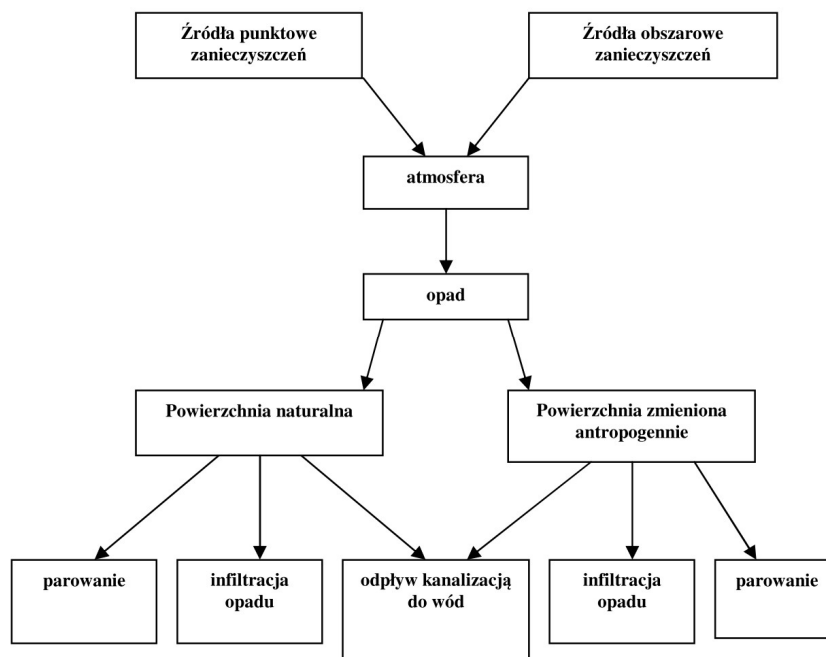 Źródła punktowe
zanieczyszczeń
Źródła obszarowe
zanieczyszczeń
atmosfera
opad
Powierzchnia naturalna
Powierzchnia zmieniona
antropogennie
parowanie
infiltracja
opadu
odpływ kanalizacją
do wód
infiltracja
opadu
parowanie